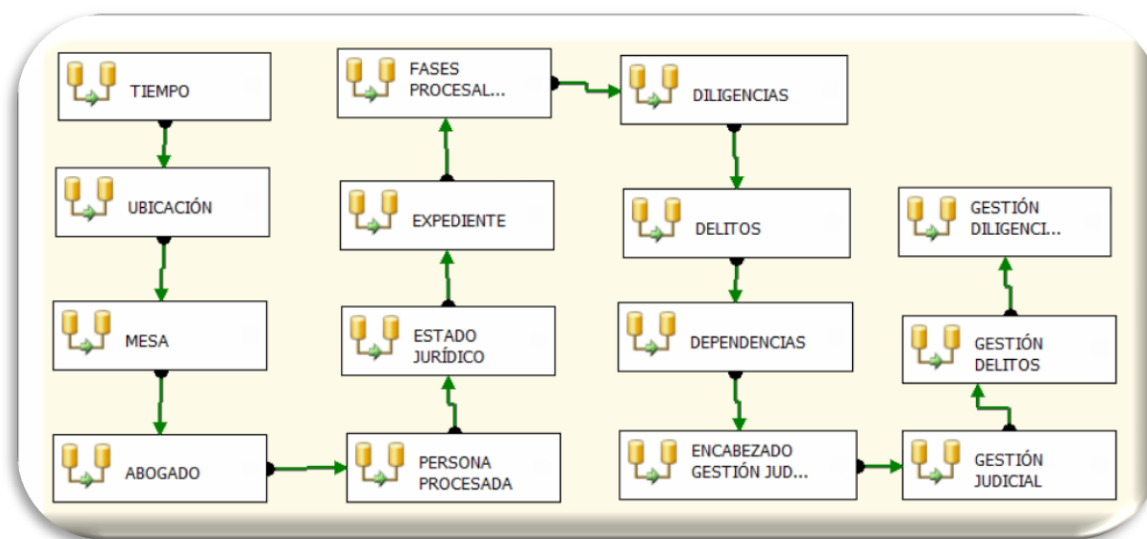 TIEMPO
UBICACIÓN
MESA
ABOGADO
PERSONA
PROCESADA
ESTADO
JURÍDICO
EXPEDIENTE
FASES
PROCESAL...
DILIGENCIAS
DELITOS
DEPENDENCIAS
ENCABEZADO
GESTIÓN JUD...
GESTIÓN
JUDICIAL
GESTIÓN
DELITOS
GESTIÓN
DILIGENCI...